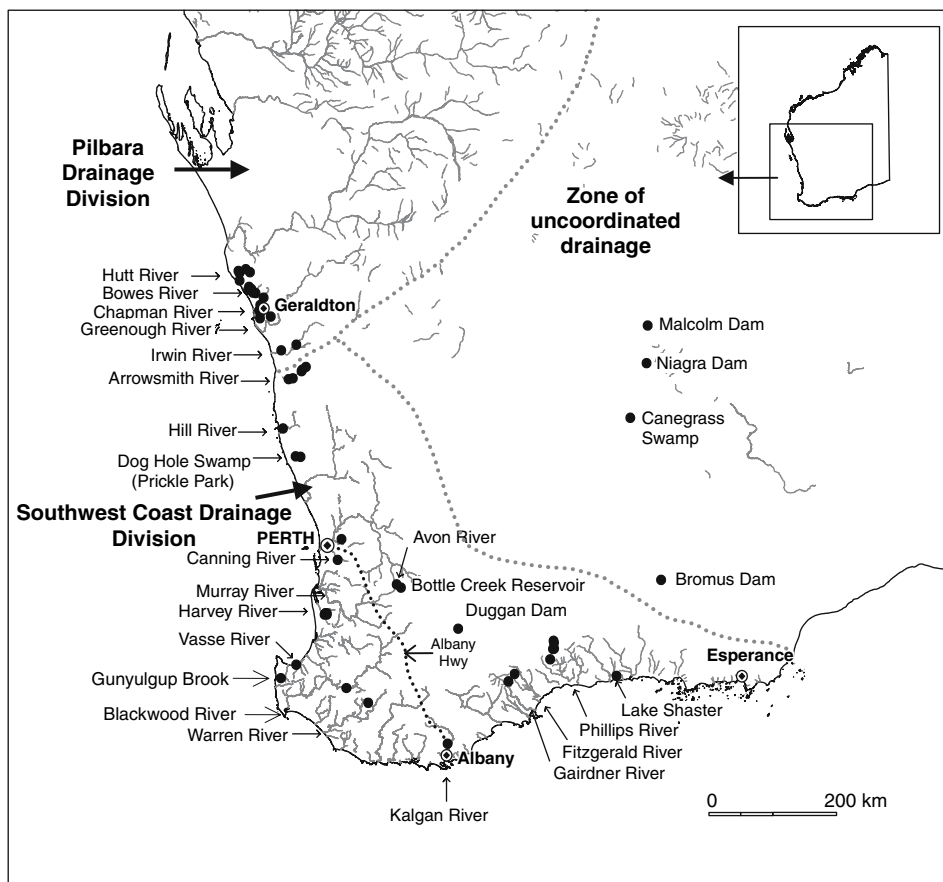 Pilbara
Drainage
Division
Zone of
uncoordinated
drainage
Hutt River
Bowes River
Chapman River
Geraldton
Greenough River
Irwin River
Arrowsmith River
Malcolm Dam
Niagra Dam
Canegrass
Swamp
Hill River
Dog Hole Swamp
(Prickle Park)
Southwest Coast Drainage
Division
PERTH
Canning River
Avon River
Murray River
Bottle Creek Reservoir
Bromus Dam
Harvey River
Duggan Dam
Vasse River
Albany
Hwy
Esperance
Gunyulgup Brook
Blackwood River
Lake Shaster
Phillips River
Warren River
Fitzgerald River
Albany
Gairdner River
Kalgan River
0 200 km